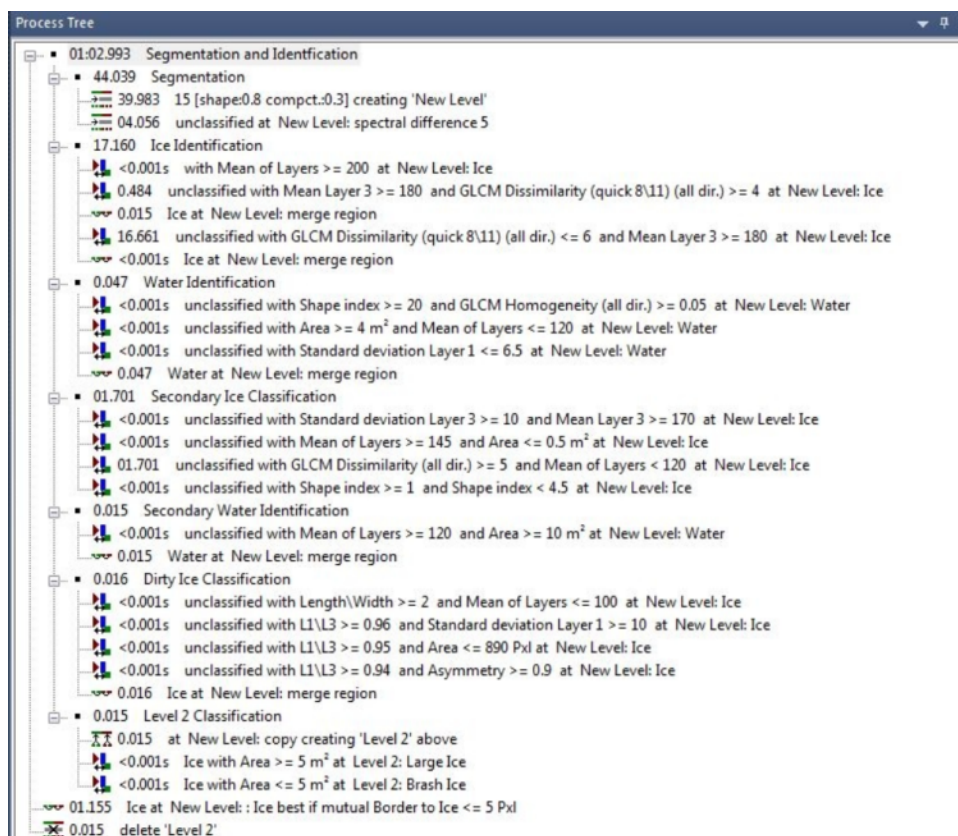 Process Tree
01:02.993 Segmentation and Identfication
44.039 Segmentation
39.983 15 [shape:0.8 compct.:0.3] creating 'New Level'
04.056 unclassified at New Level: spectral difference 5
17.160 Ice Identification
<0.001s with Mean of Layers >= 200 at New Level: Ice
0.484 unclassified with Mean Layer 3 >= 180 and GLCM Dissimilarity (quick 8\11) (all dir.) >= 4 at New Level: Ice
0.015 Ice at New Level: merge region
16.661 unclassified with GLCM Dissimilarity (quick 8\11) (all dir.) <= 6 and Mean Layer 3 >= 180 at New Level: Ice
<0.001s Ice at New Level: merge region
0.047 Water Identification
<0.001s unclassified with Shape index >= 20 and GLCM Homogeneity (all dir.) >= 0.05 at New Level: Water
<0.001s unclassified with Area >= 4 m² and Mean of Layers <= 120 at New Level: Water
<0.001s unclassified with Standard deviation Layer 1 <= 6.5 at New Level: Water
0.047 Water at New Level: merge region
01.701 Secondary Ice Classification
<0.001s unclassified with Standard deviation Layer 3 >= 10 and Mean Layer 3 >= 170 at New Level: Ice
<0.001s unclassified with Mean of Layers >= 145 and Area <= 0.5 m² at New Level: Ice
01.701 unclassified with GLCM Dissimilarity (all dir.) >= 5 and Mean of Layers < 120 at New Level: Ice
<0.001s unclassified with Shape index >= 1 and Shape index < 4.5 at New Level: Ice
0.015 Secondary Water Identification
<0.001s unclassified with Mean of Layers >= 120 and Area >= 10 m² at New Level: Water
0.015 Water at New Level: merge region
0.016 Dirty Ice Classification
<0.001s unclassified with Length\Width >= 2 and Mean of Layers <= 100 at New Level: Ice
<0.001s unclassified with L1\L3 >= 0.96 and Standard deviation Layer 1 >= 10 at New Level: Ice
<0.001s unclassified with L1\L3 >= 0.95 and Area <= 890 Pxl at New Level: Ice
<0.001s unclassified with L1\L3 >= 0.94 and Asymmetry >= 0.9 at New Level: Ice
0.016 Ice at New Level: merge region
0.015 Level 2 Classification
0.015 at New Level: copy creating 'Level 2' above
<0.001s Ice with Area >= 5 m² at Level 2: Large Ice
<0.001s Ice with Area <= 5 m² at Level 2: Brash Ice
01.155 Ice at New Level: : Ice best if mutual Border to Ice <= 5 Pxl
0.015 delete 'Level 2'